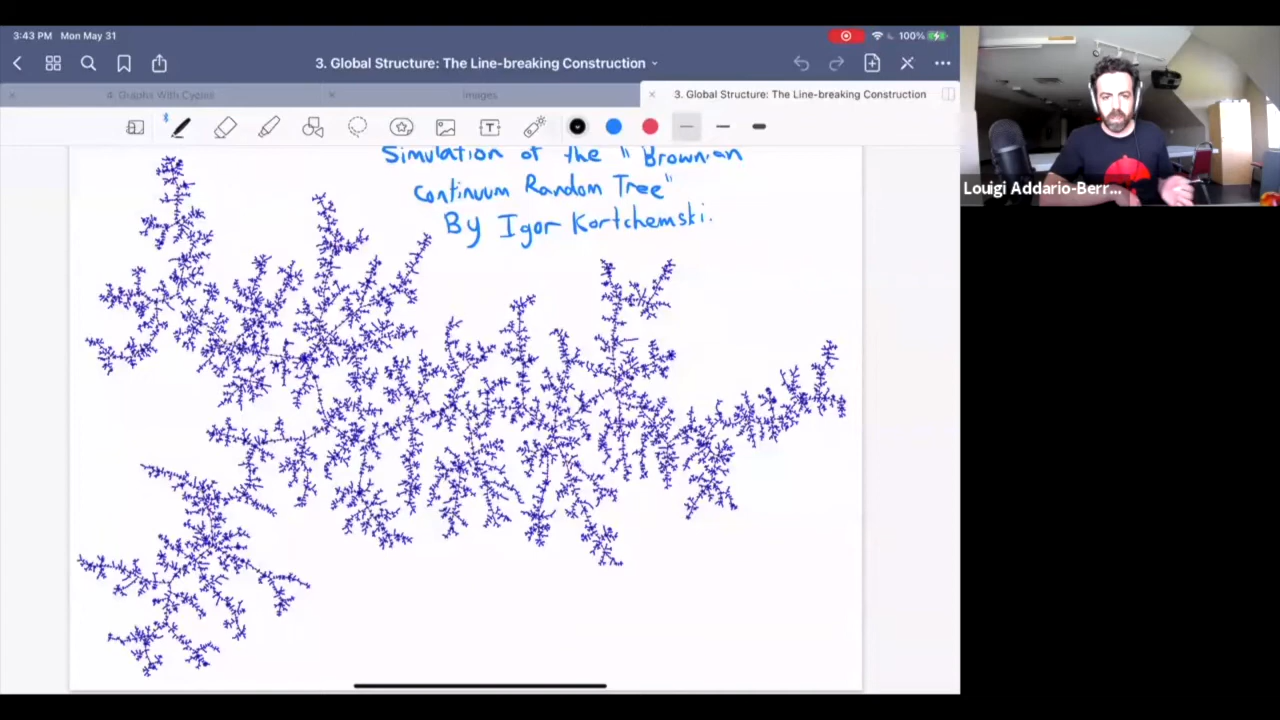 3:43 PM Mon May 31
100%
3. Global Structure: The Line-breaking Construction
4. Graphs With Cycles
Images
3. Global Structure: The Line-breaking Construction
Simulation of the "Brownian
Continuum Random Tree"
By Igor Kortchemski.
Louigi Addario-Berr...